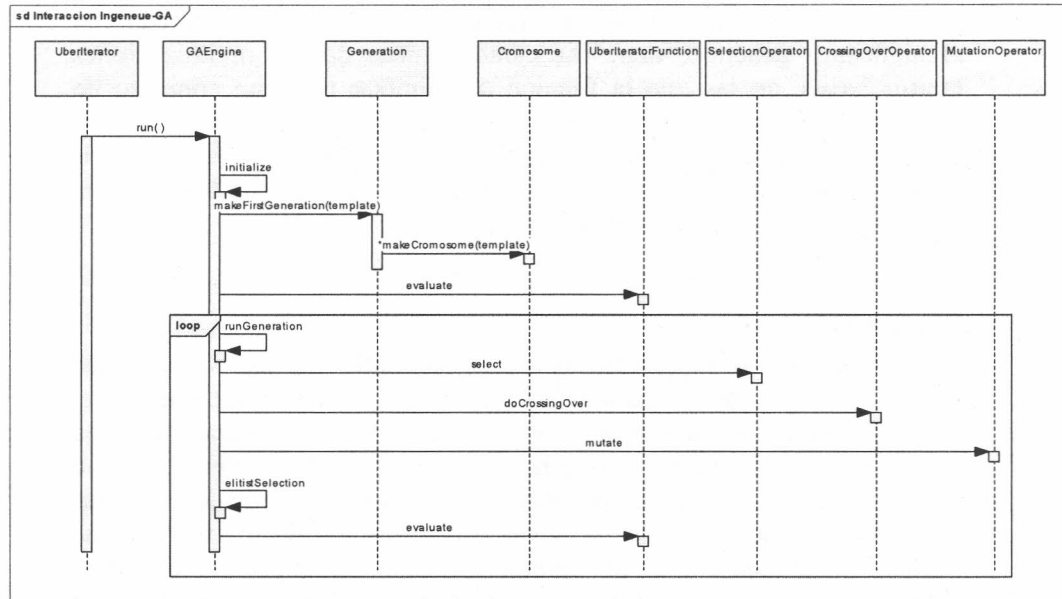 sd Interaccion Ingeneue-GA
UberIterator
GAEngine
Generation
Cromosome
UberIteratorFunction
SelectionOperator
CrossingOverOperator
MutationOperator
run( )
initialize
makeFirstGeneration(template)
*makeCromosome(template)
evaluate
loop
runGeneration
select
doCrossingOver
mutate
elitistSelection
evaluate